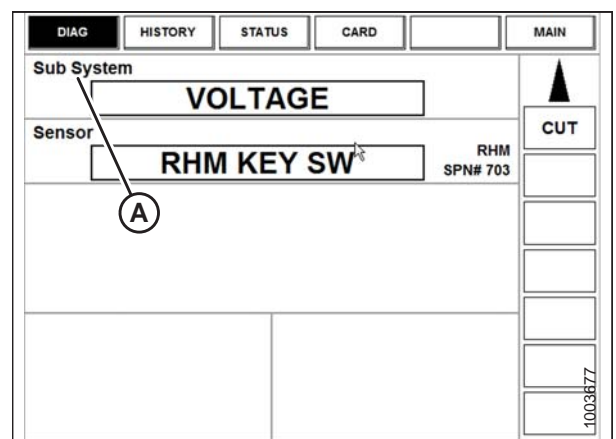 DIAG HISTORY STATUS CARD MAIN
Sub System
VOLTAGE
CUT
Sensor
RHM KEY SW
RHM
SPN# 703
A
1003677